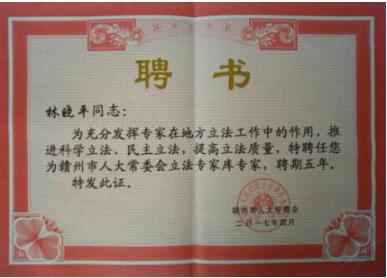 聘 书
林晓平同志：
为充分发挥专家在地方立法工作中的作用，推
进科学立法、民主立法，提高立法质量，特聘任您
为赣州市人大常委会立法专家库专家，聘期五年。
特发此证。
赣州市人大常委会
二〇一七年四月